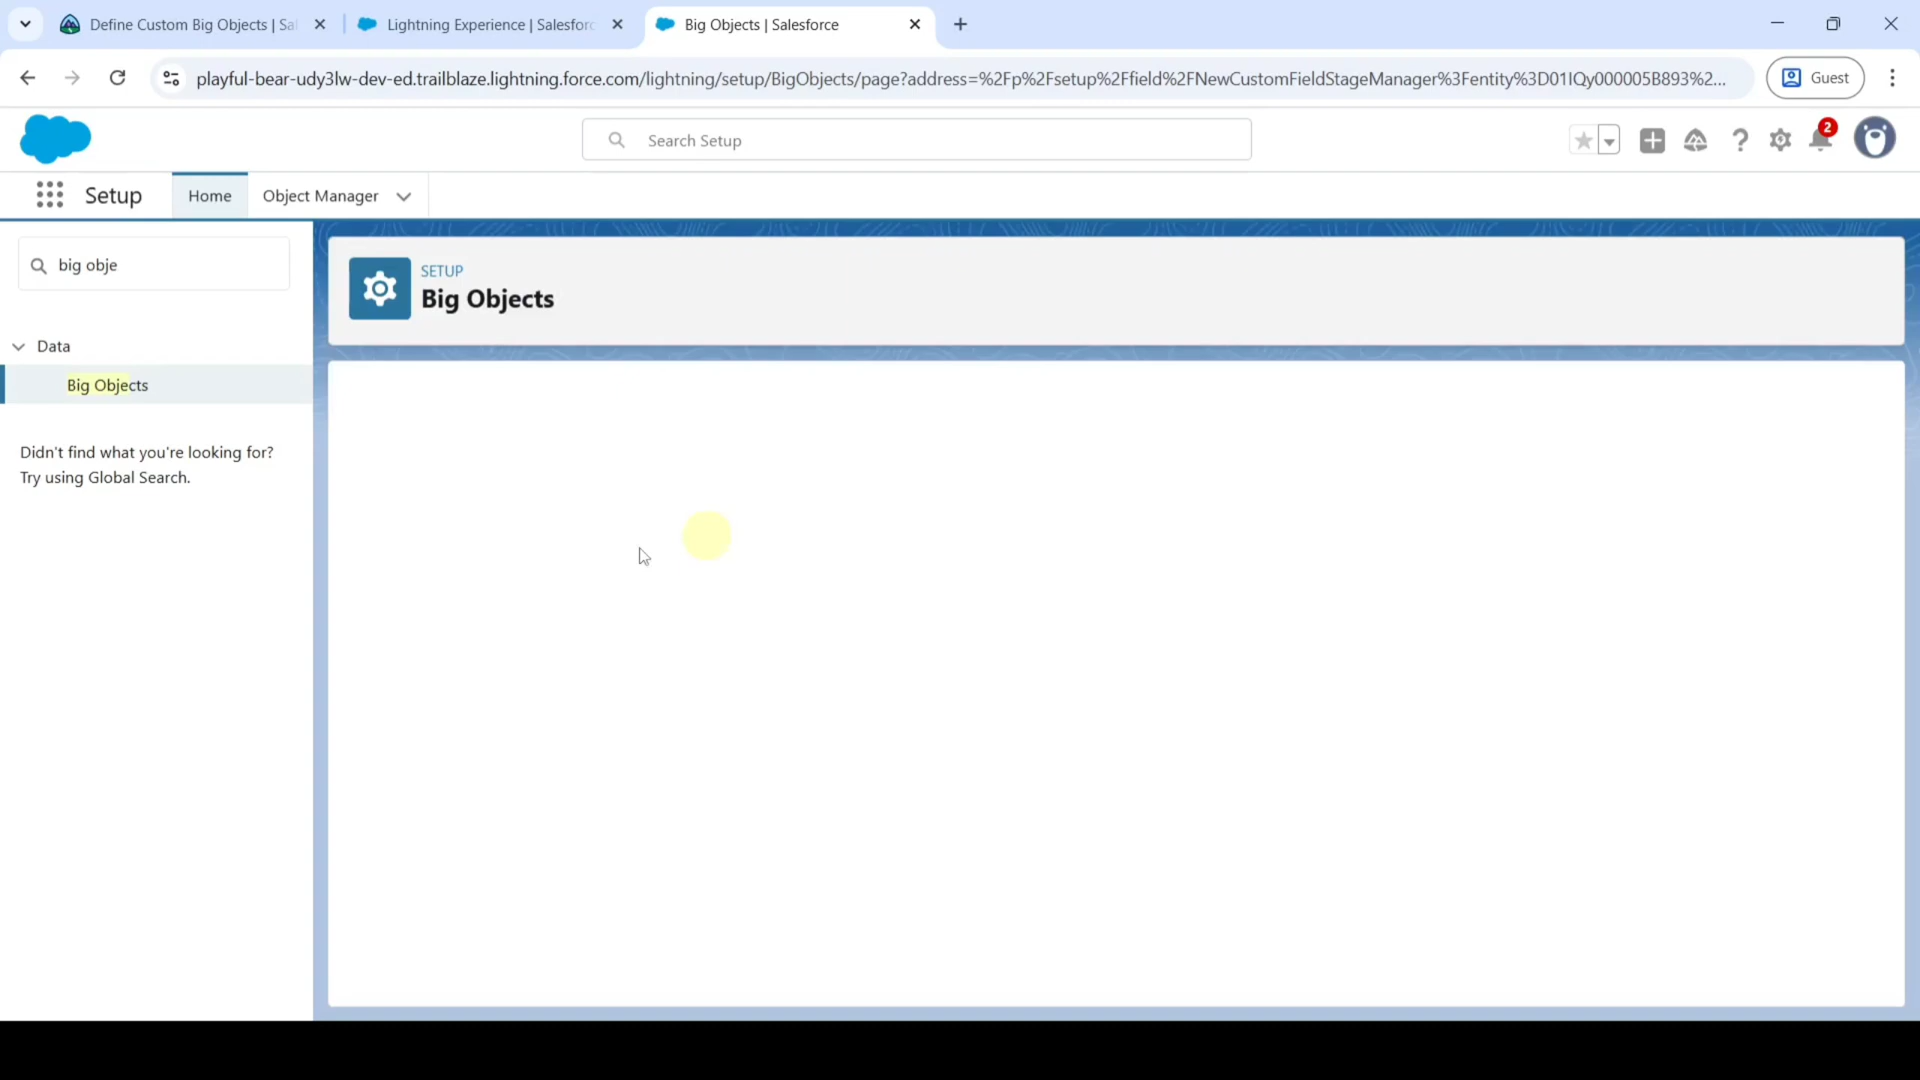 Define Custom Big Objects | Sal
Lightning Experience | Salesforc
Big Objects | Salesforce
playful-bear-udy3lw-dev-ed.trailblaze.lightning.force.com/lightning/setup/BigObjects/page?address=%2Fp%2Fsetup%2Ffield%2FNewCustomFieldStageManager%3Fentity%3D01IQy000005B893%2...
Guest
Search Setup
2
Setup
Home
Object Manager
big obje
SETUP
Big Objects
Data
Big Objects
Didn't find what you're looking for?
Try using Global Search.